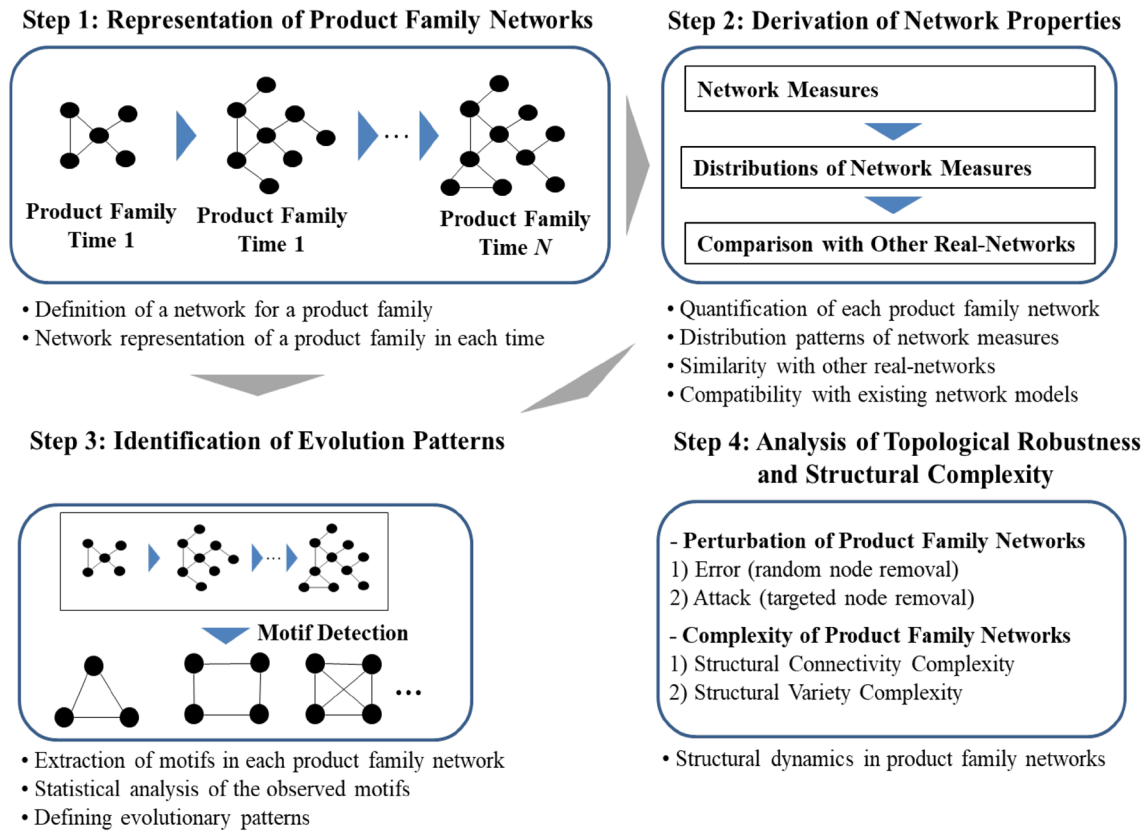 Step 1: Representation of Product Family Networks
Product Family
Time 1
Product Family
Time 1
...
Product Family
Time N
• Definition of a network for a product family
• Network representation of a product family in each time
Step 2: Derivation of Network Properties
Network Measures
Distributions of Network Measures
Comparison with Other Real-Networks
• Quantification of each product family network
• Distribution patterns of network measures
• Similarity with other real-networks
• Compatibility with existing network models
Step 3: Identification of Evolution Patterns
...
Motif Detection
...
• Extraction of motifs in each product family network
• Statistical analysis of the observed motifs
• Defining evolutionary patterns
Step 4: Analysis of Topological Robustness
and Structural Complexity
- Perturbation of Product Family Networks
1) Error (random node removal)
2) Attack (targeted node removal)
- Complexity of Product Family Networks
1) Structural Connectivity Complexity
2) Structural Variety Complexity
• Structural dynamics in product family networks